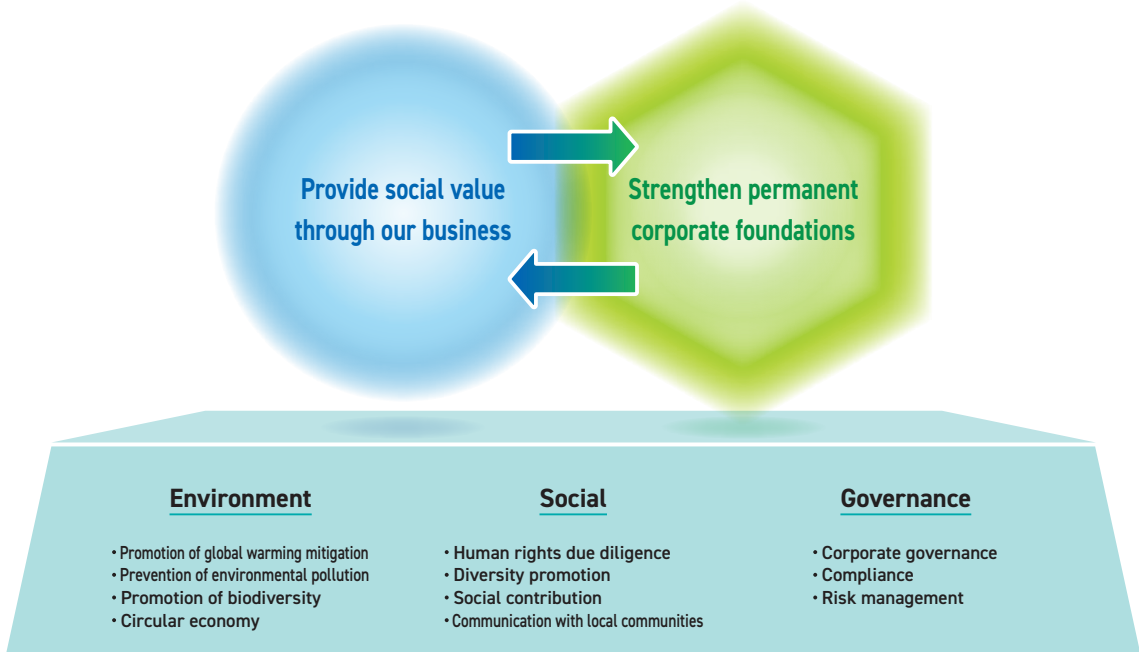 Provide social value
through our business
Strengthen permanent
corporate foundations
Environment
• Promotion of global warming mitigation
• Prevention of environmental pollution
• Promotion of biodiversity
• Circular economy
Social
• Human rights due diligence
• Diversity promotion
• Social contribution
• Communication with local communities
Governance
• Corporate governance
• Compliance
• Risk management